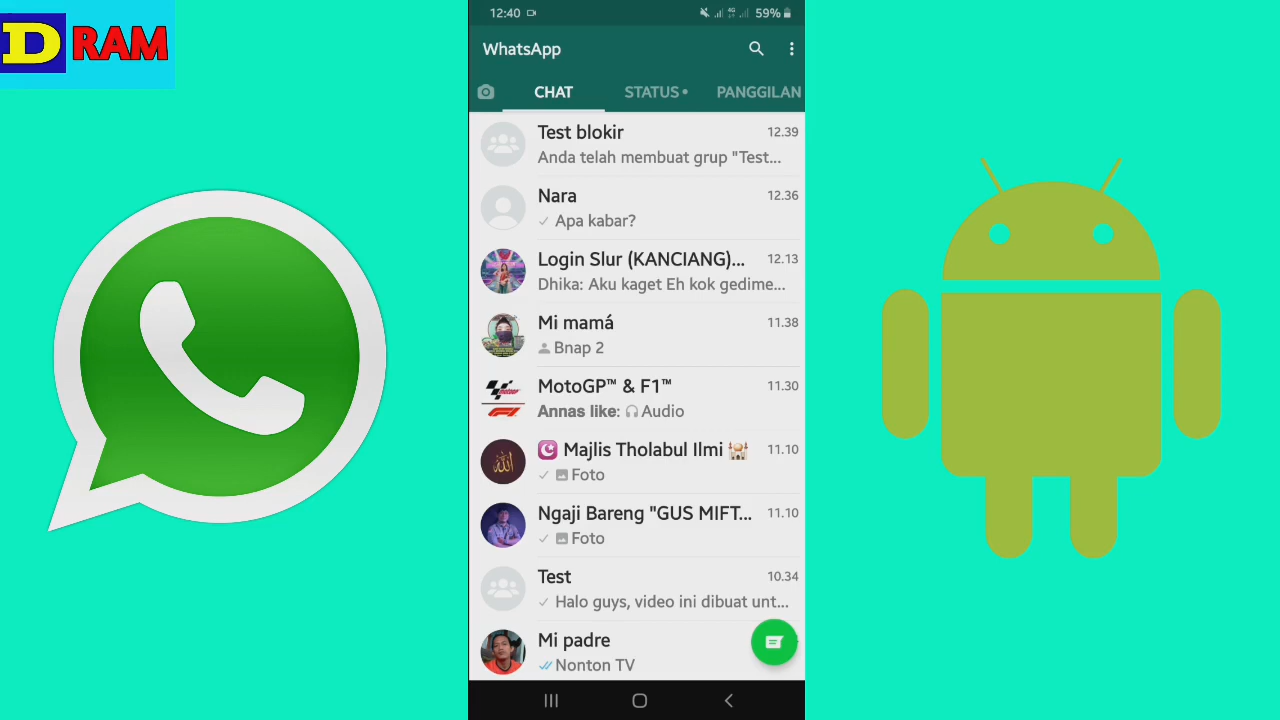 D RAM
12:40
4G
59%
WhatsApp
CHAT STATUS• PANGGILAN
Test blokir 12.39
Anda telah membuat grup "Test...
Nara 12.36
Apa kabar?
Login Slur (KANCIANG)... 12.13
Dhika: Aku kaget Eh kok gedime...
Mi mamá 11.38
Bnap 2
MotoGP™ & F1™ 11.30
Annas like: Audio
Majlis Tholabul Ilmi 11.10
Foto
Ngaji Bareng "GUS MIFT... 11.10
Foto
Test 10.34
Halo guys, video ini dibuat unt...
Mi padre
Nonton TV